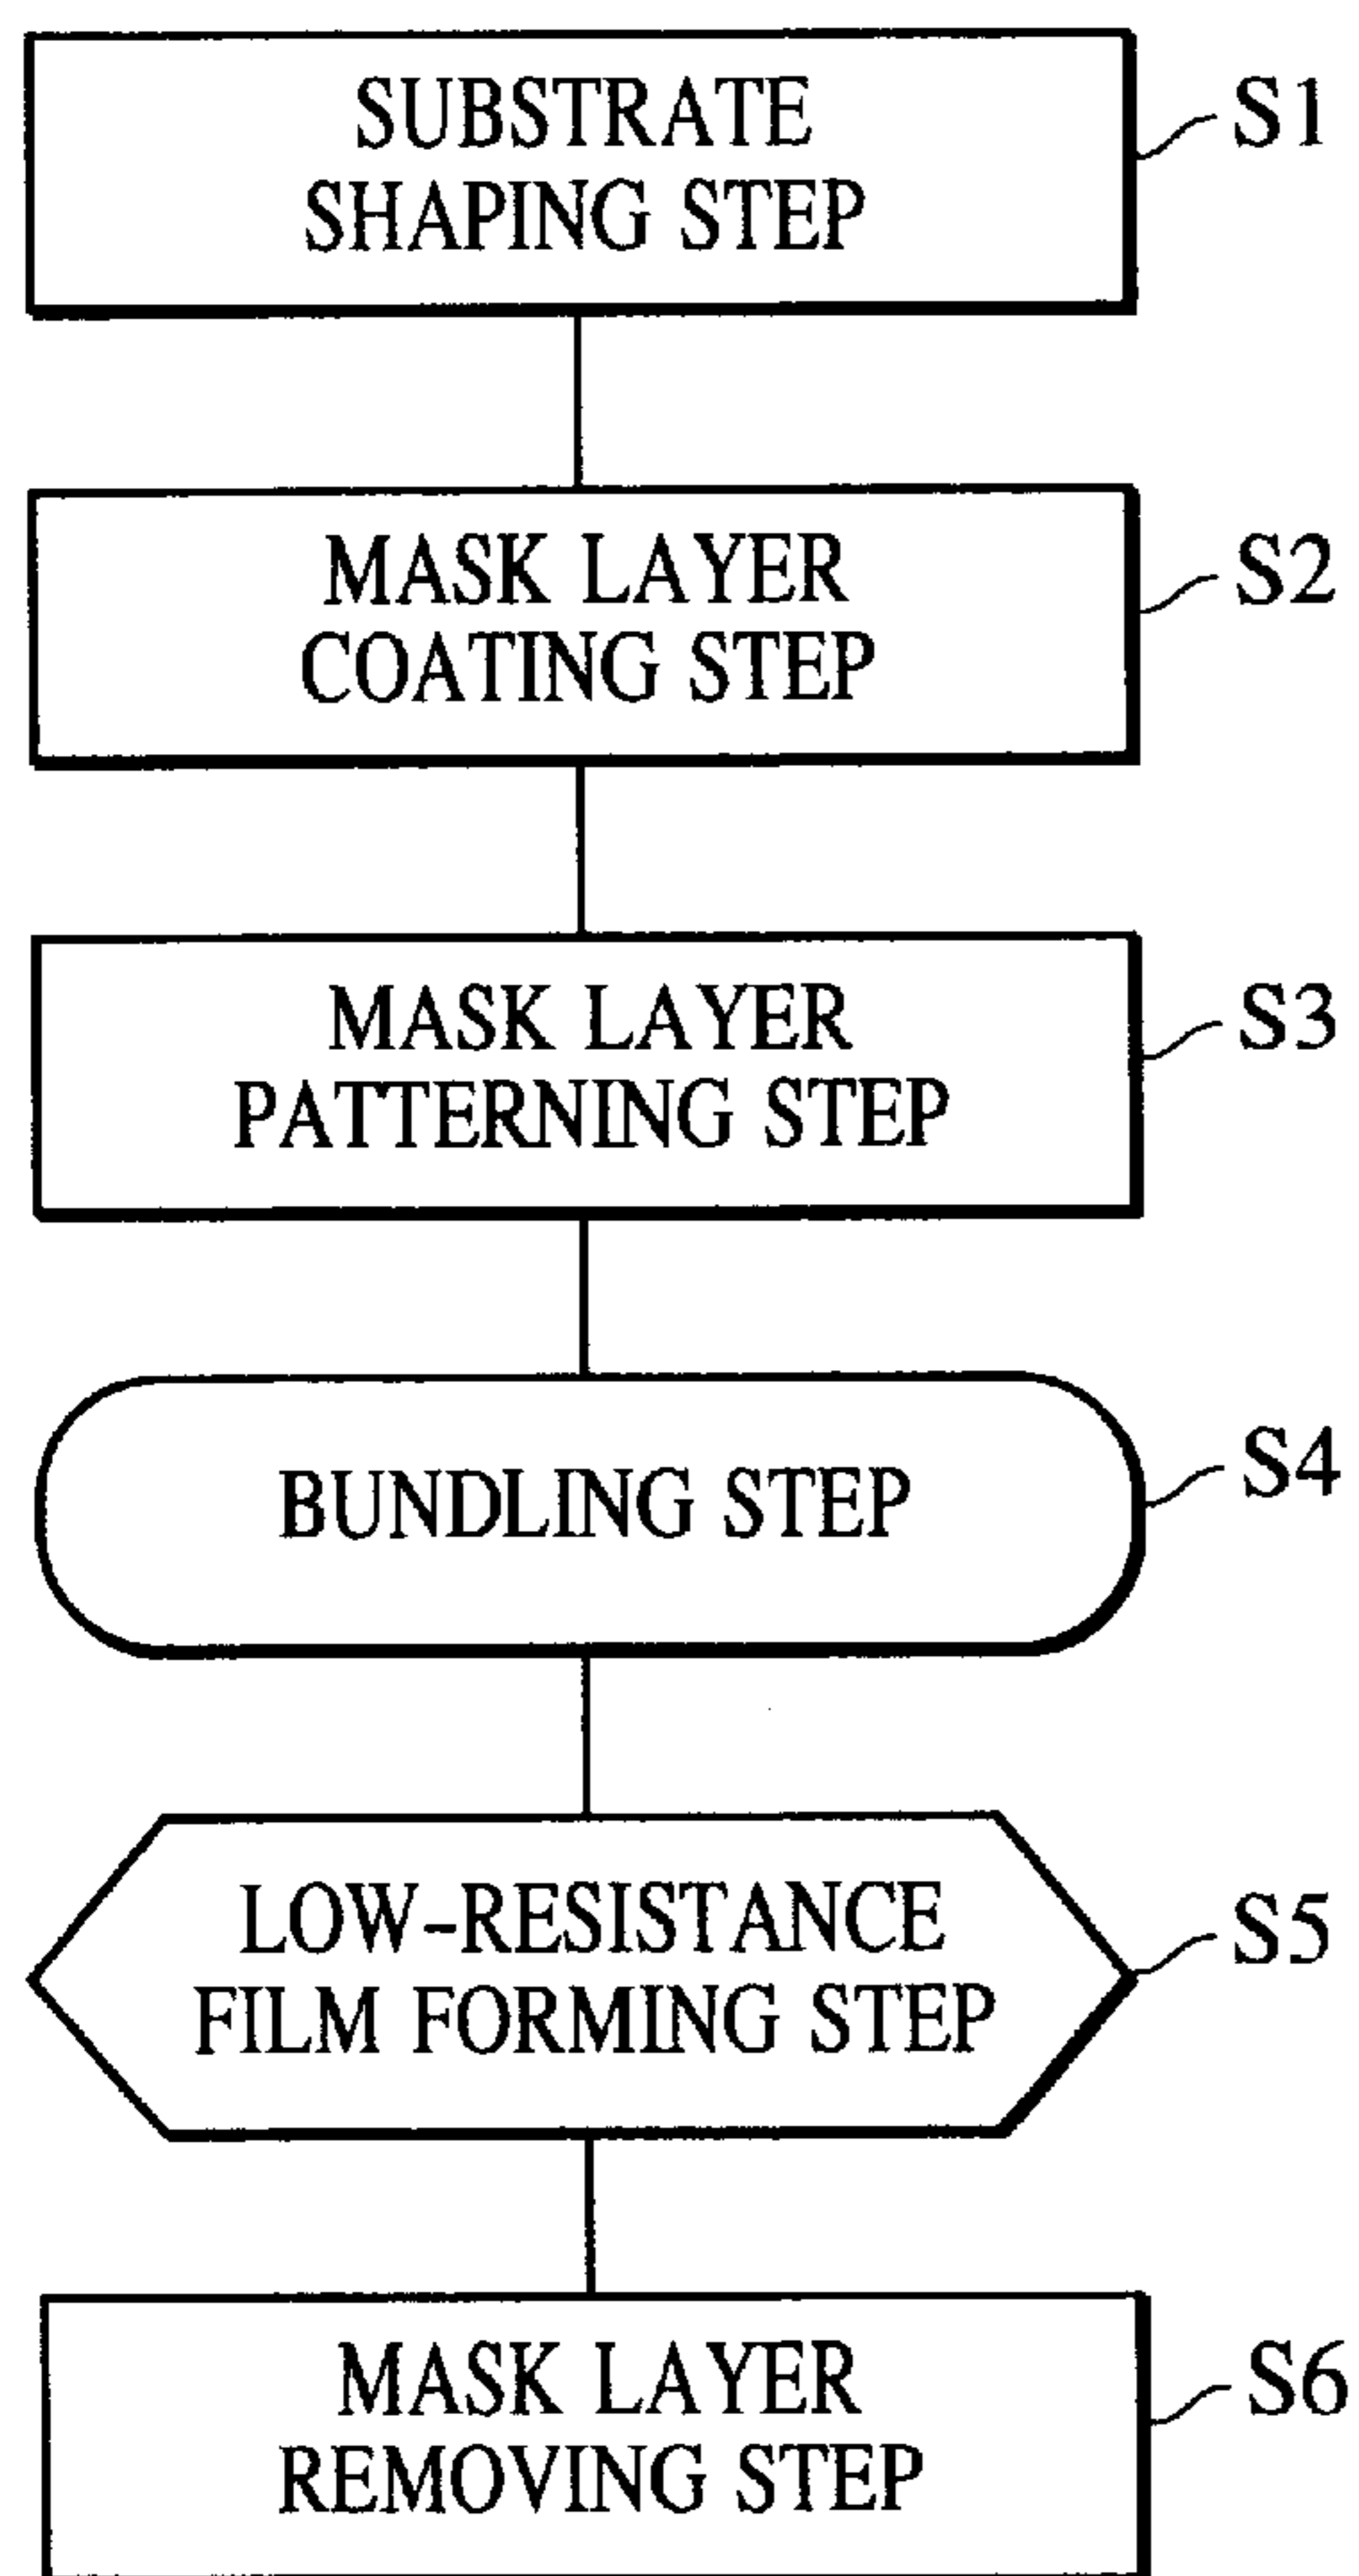 SUBSTRATE
SHAPING STEP
S1
MASK LAYER
COATING STEP
S2
MASK LAYER
PATTERNING STEP
S3
BUNDLING STEP
S4
LOW-RESISTANCE
FILM FORMING STEP
S5
MASK LAYER
REMOVING STEP
S6